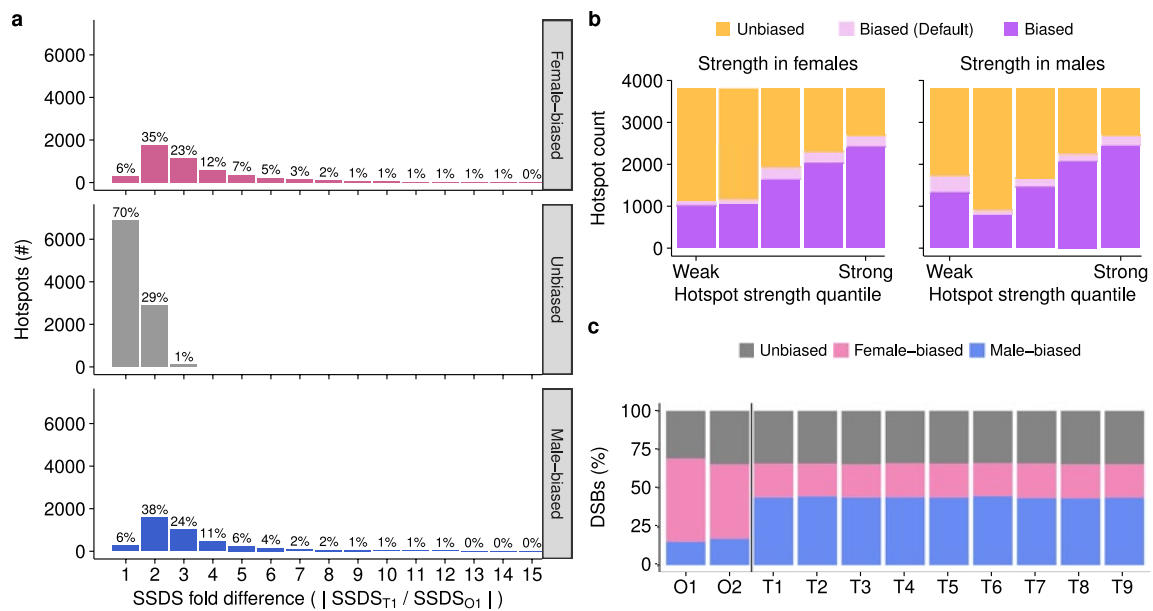 a
6000
4000
2000
0
6% 35% 23% 12% 7% 5% 3% 2% 1% 1% 1% 1% 1% 1% 0%
Female−biased
6000
4000
2000
0
70%
29%
1%
Unbiased
Hotspots (#)
6000
4000
2000
0
6% 38% 24% 11% 6% 4% 2% 2% 1% 1% 1% 1% 0% 0% 0%
Male−biased
1 2 3 4 5 6 7 8 9 10 11 12 13 14 15
SSDS fold difference ( | SSDST1 / SSDSO1 | )
b
Unbiased Biased (Default) Biased
Strength in females Strength in males
Hotspot count
4000
3000
2000
1000
0
Weak Strong Weak Strong
Hotspot strength quantile Hotspot strength quantile
c
Unbiased Female−biased Male−biased
DSBs (%)
100
75
50
25
0
O1 O2 T1 T2 T3 T4 T5 T6 T7 T8 T9